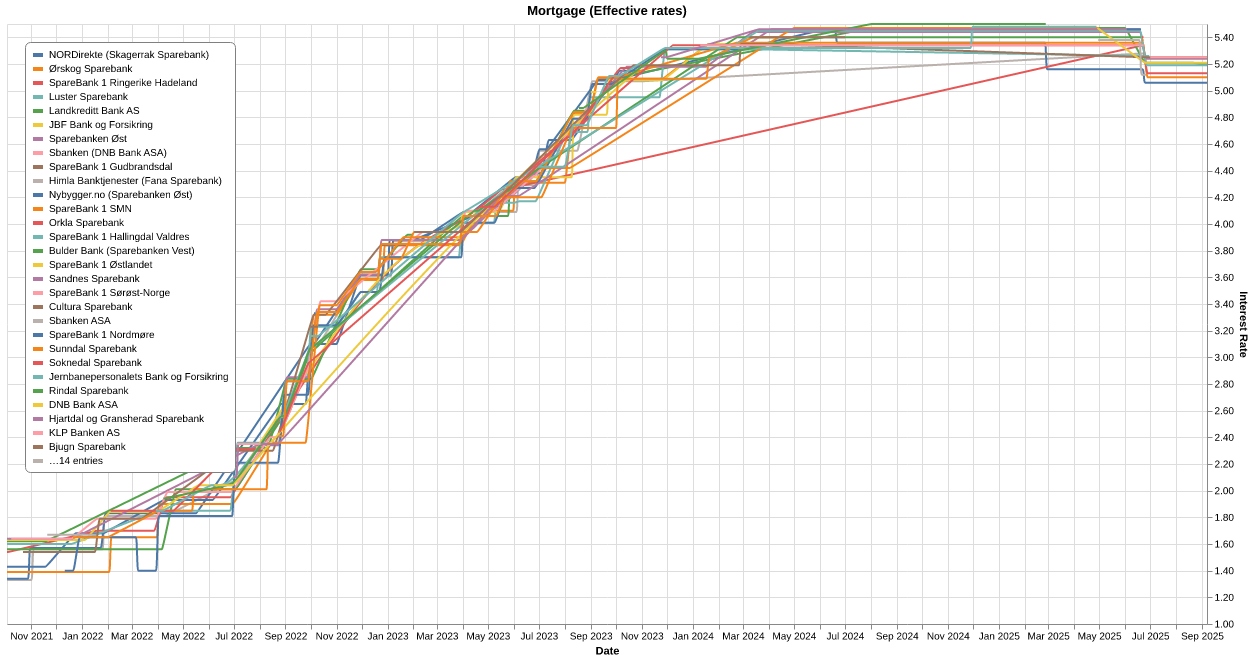 Mortgage (Effective rates)
NORDirekte (Skagerrak Sparebank)
Ørskog Sparebank
SpareBank 1 Ringerike Hadeland
Luster Sparebank
Landkreditt Bank AS
JBF Bank og Forsikring
Sparebanken Øst
Sbanken (DNB Bank ASA)
SpareBank 1 Gudbrandsdal
Himla Banktjenester (Fana Sparebank)
Nybygger.no (Sparebanken Øst)
SpareBank 1 SMN
Orkla Sparebank
SpareBank 1 Hallingdal Valdres
Bulder Bank (Sparebanken Vest)
SpareBank 1 Østlandet
Sandnes Sparebank
SpareBank 1 Sørøst-Norge
Cultura Sparebank
Sbanken ASA
SpareBank 1 Nordmøre
Sunndal Sparebank
Soknedal Sparebank
Jernbanepersonalets Bank og Forsikring
Rindal Sparebank
DNB Bank ASA
Hjartdal og Gransherad Sparebank
KLP Banken AS
Bjugn Sparebank
…14 entries
5.40
5.20
5.00
4.80
4.60
4.40
4.20
4.00
3.80
3.60
3.40
3.20
3.00
2.80
2.60
2.40
2.20
2.00
1.80
1.60
1.40
1.20
1.00
Interest Rate
Nov 2021 Jan 2022 Mar 2022 May 2022 Jul 2022 Sep 2022 Nov 2022 Jan 2023 Mar 2023 May 2023 Jul 2023 Sep 2023 Nov 2023 Jan 2024 Mar 2024 May 2024 Jul 2024 Sep 2024 Nov 2024 Jan 2025 Mar 2025 May 2025 Jul 2025 Sep 2025
Date